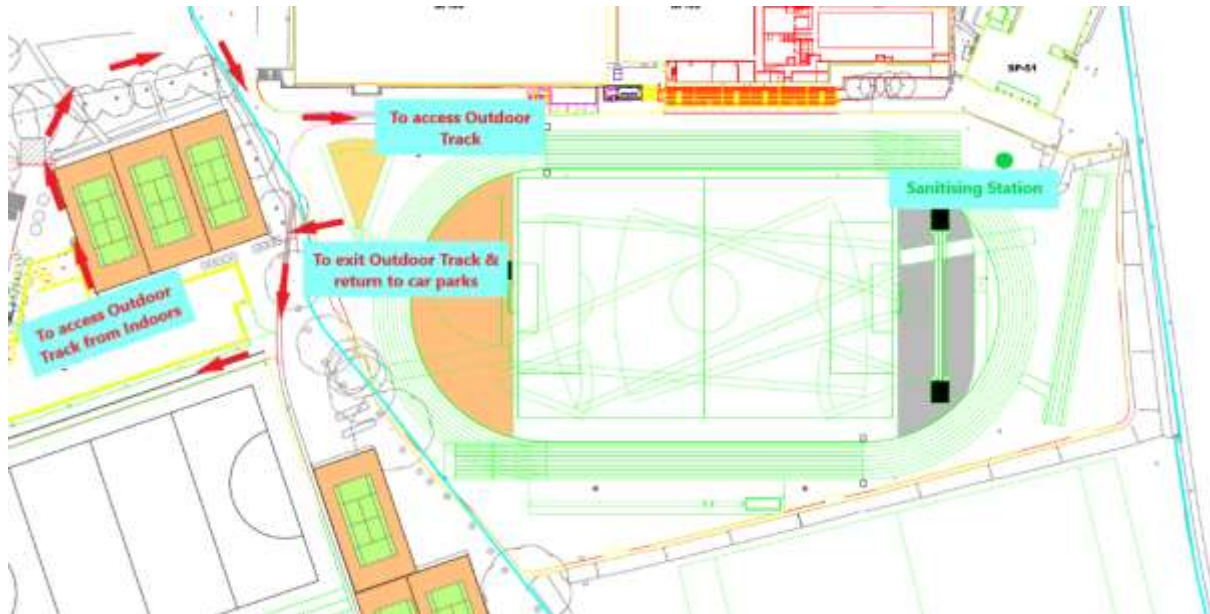 To access Outdoor
Track
Sanitising Station
To exit Outdoor Track &
return to car parks
To access Outdoor
Track from Indoors
SP-51